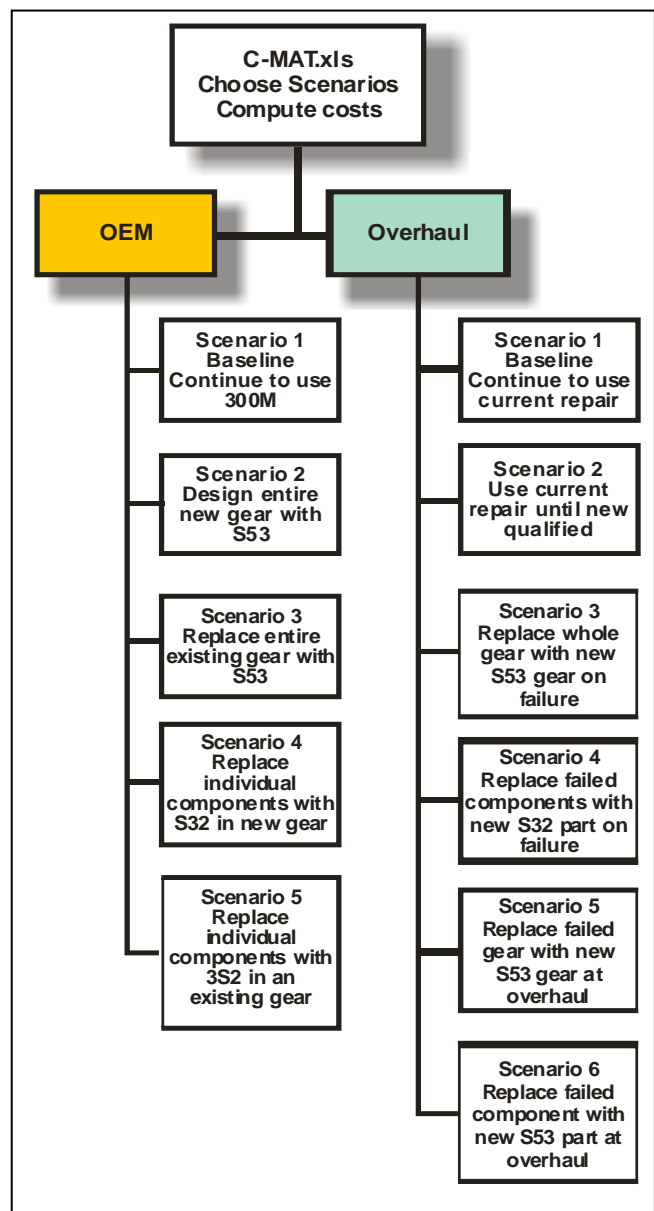 C-MAT.xls
Choose Scenarios
Compute costs
OEM
Overhaul
Scenario 1
Baseline
Continue to use
300M
Scenario 2
Design entire
new gear with
S53
Scenario 3
Replace entire
existing gear with
S53
Scenario 4
Replace
individual
components with
S32 in new gear
Scenario 5
Replace
individual
components with
3S2 in an
existing gear
Scenario 1
Baseline
Continue to use
current repair
Scenario 2
Use current
repair until new
qualified
Scenario 3
Replace whole
gear with new
S53 gear on
failure
Scenario 4
Replace failed
components with
new S32 part on
failure
Scenario 5
Replace failed
gear with new
S53 gear at
overhaul
Scenario 6
Replace failed
component with
new S53 part at
overhaul